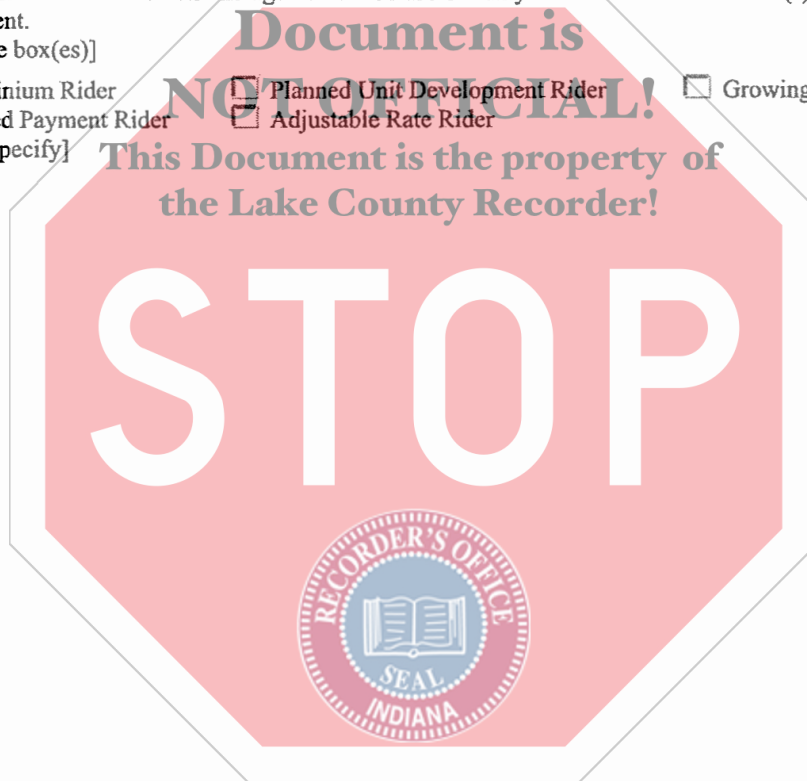 Document is
ent.
e box(es)]
nium Rider
Planned Unit Development Rider
Growing
NOT OFFICIAL!
d Payment Rider
Adjustable Rate Rider
pecify]
This Document is the property of
the Lake County Recorder!
STOP
RECORDER'S OFFICE
SEAL
INDIANA